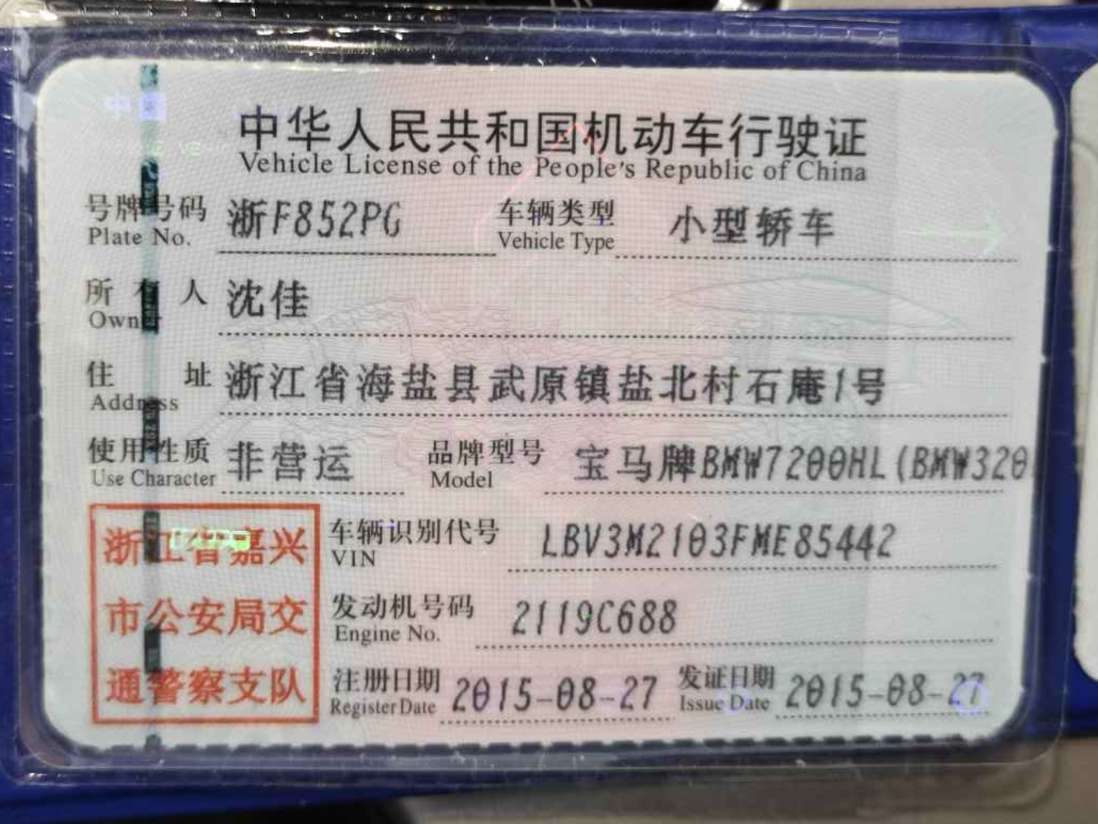 中华人民共和国机动车行驶证
Vehicle License of the People's Republic of China
号牌号码 浙F852PG 车辆类型 小型轿车
Plate No. Vehicle Type
所有人 沈佳
Owner
住址 浙江省海盐县武原镇盐北村石庵1号
Address
使用性质 非营运 品牌型号 宝马牌BMW7200HL(BMW320
Use Character Model
浙江省嘉兴
市公安局交
通警察支队
车辆识别代号 LBV3M2103FME85442
VIN
发动机号码 2119C688
Engine No.
注册日期 2015-08-27 发证日期 2015-08-27
Register Date Issue Date